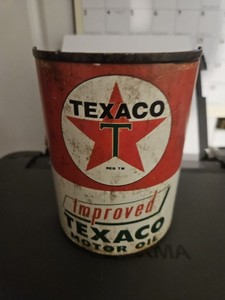 TEXACO
T
REG TM
Improved
TEXACO
MOTOR OIL